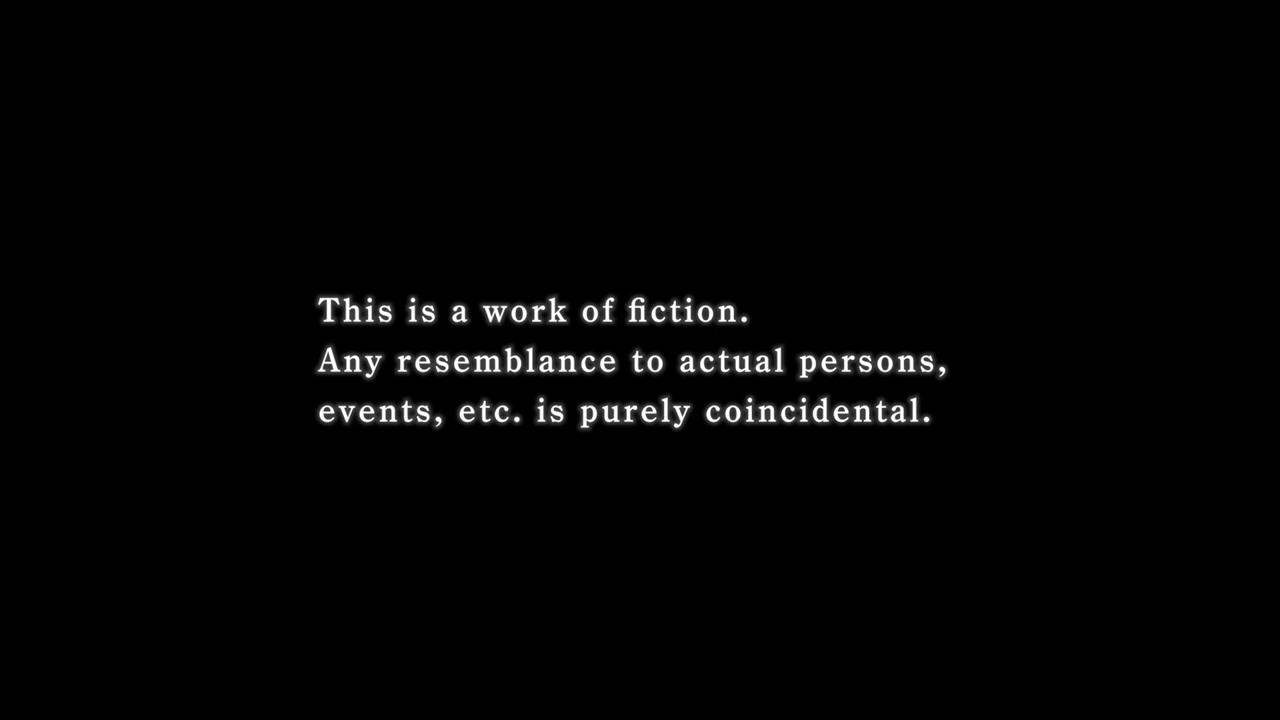 This is a work of fiction.
Any resemblance to actual persons,
events, etc. is purely coincidental.